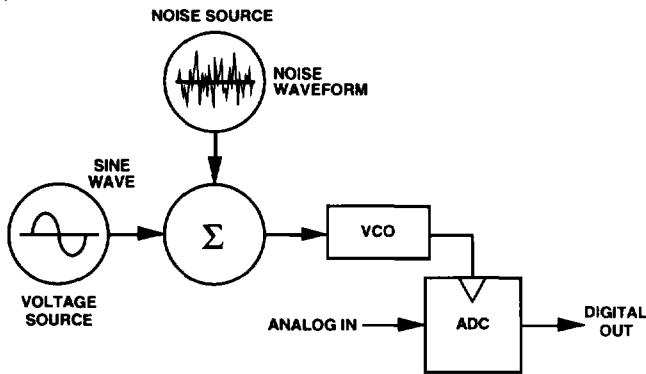 NOISE SOURCE
NOISE
WAVEFORM
SINE
WAVE
Σ
VCO
VOLTAGE
SOURCE
ANALOG IN
ADC
DIGITAL
OUT